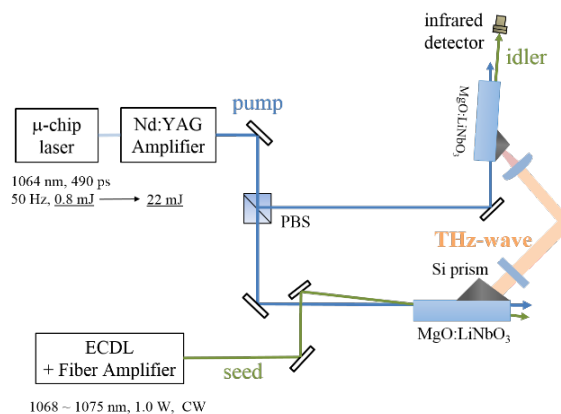 infrared
detector
idler
MgO:LiNbO₃
pump
μ-chip
laser
Nd:YAG
Amplifier
1064 nm, 490 ps
50 Hz, 0.8 mJ → 22 mJ
PBS
THz-wave
Si prism
MgO:LiNbO₃
ECDL
+ Fiber Amplifier
seed
1068 ~ 1075 nm, 1.0 W, CW